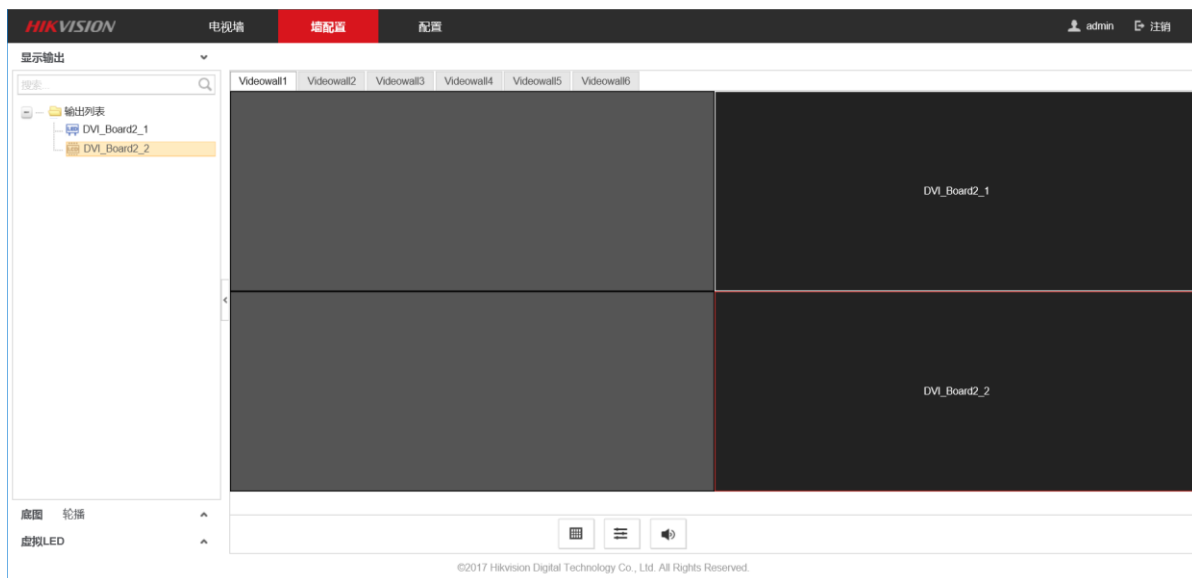 HIKVISION 电视墙 墙配置 配置 admin 注销
显示输出
搜索...
Videowall1 Videowall2 Videowall3 Videowall4 Videowall5 Videowall6
输出列表
DVI_Board2_1
DVI_Board2_2
DVI_Board2_1
DVI_Board2_2
底图 轮播
虚拟LED
©2017 Hikvision Digital Technology Co., Ltd. All Rights Reserved.